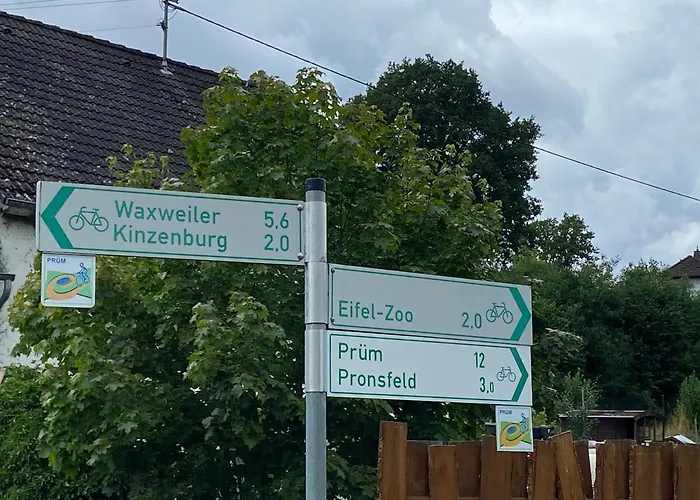 Waxweiler 5,6
Kinzenburg 2,0
PRÜM
Eifel-Zoo 2,0
Prüm 12
Pronsfeld 3,0
PRÜM